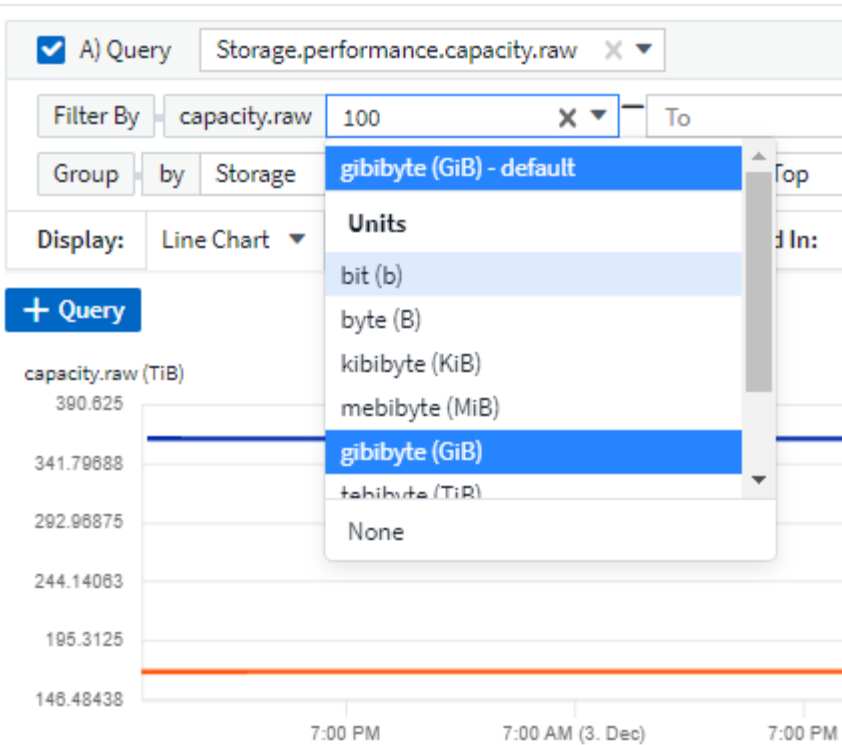 A) Query Storage.performance.capacity.raw
Filter By capacity.raw 100 To
Group by Storage Top
gibibyte (GiB) - default
Units
Display: Line Chart d In:
bit (b)
byte (B)
kibibyte (KiB)
mebibyte (MiB)
gibibyte (GiB)
tebibyte (TiB)
None
+ Query
capacity.raw (TiB)
390.625
341.79688
292.96875
244.14063
195.3125
146.48438
7:00 PM 7:00 AM (3. Dec) 7:00 PM